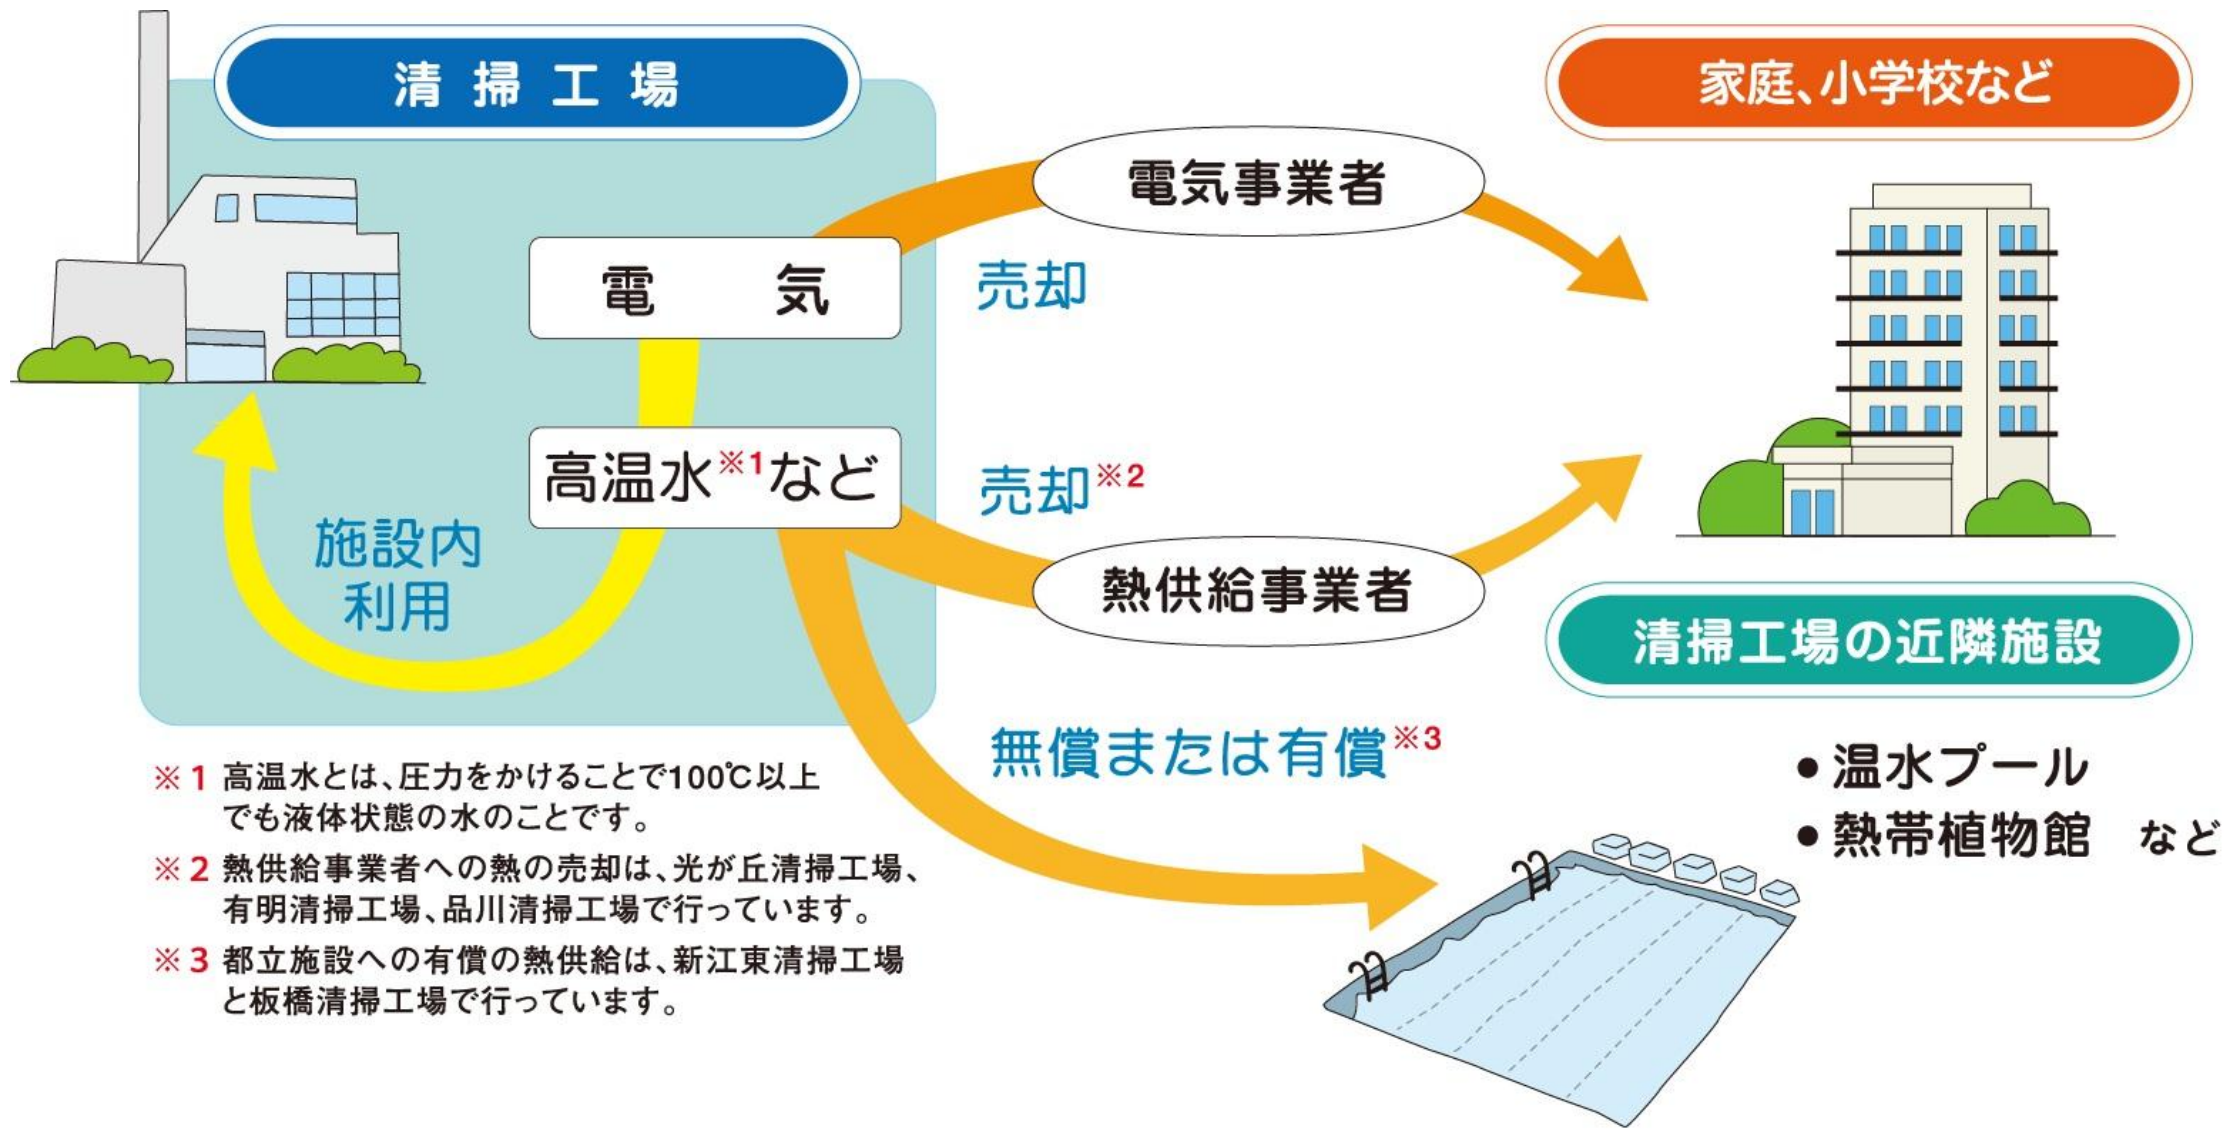 清掃工場
家庭、小学校など
電気事業者
電気
売却
高温水※1など
売却※2
施設内
利用
熱供給事業者
清掃工場の近隣施設
無償または有償※3
●温水プール
●熱帯植物館 など
※1 高温水とは、圧力をかけることで100℃以上
でも液体状態の水のことです。
※2 熱供給事業者への熱の売却は、光が丘清掃工場、
有明清掃工場、品川清掃工場で行っています。
※3 都立施設への有償の熱供給は、新江東清掃工場
と板橋清掃工場で行っています。